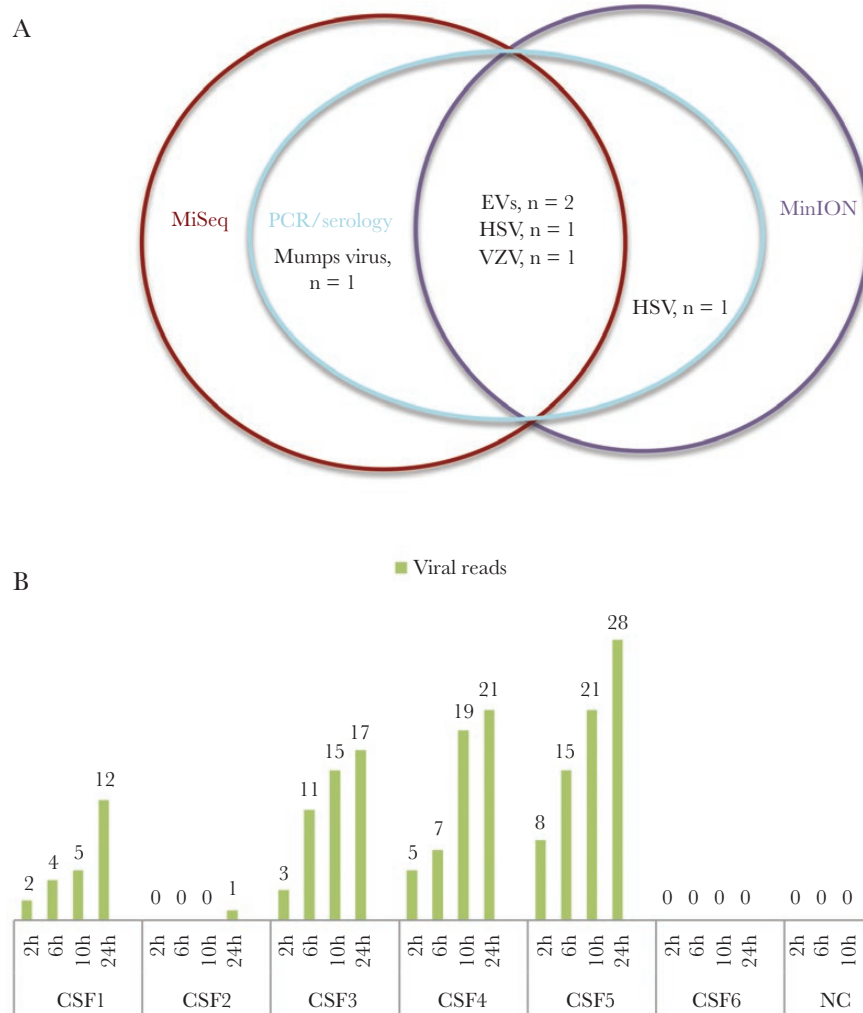 A
MiSeq
PCR/serology
Mumps virus,
n = 1
EVs, n = 2
HSV, n = 1
VZV, n = 1
MinION
HSV, n = 1
B
Viral reads
2 4 5 12 0 0 0 1 3 11 15 17 5 7 19 21 8 15 21 28 0 0 0 0 0 0 0
2h 6h 10h 24h 2h 6h 10h 24h 2h 6h 10h 24h 2h 6h 10h 24h 2h 6h 10h 24h 2h 6h 10h 24h 2h 6h 10h
CSF1 CSF2 CSF3 CSF4 CSF5 CSF6 NC